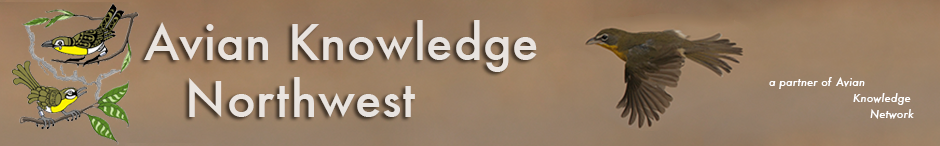 Avian Knowledge
Northwest
a partner of Avian
Knowledge
Network